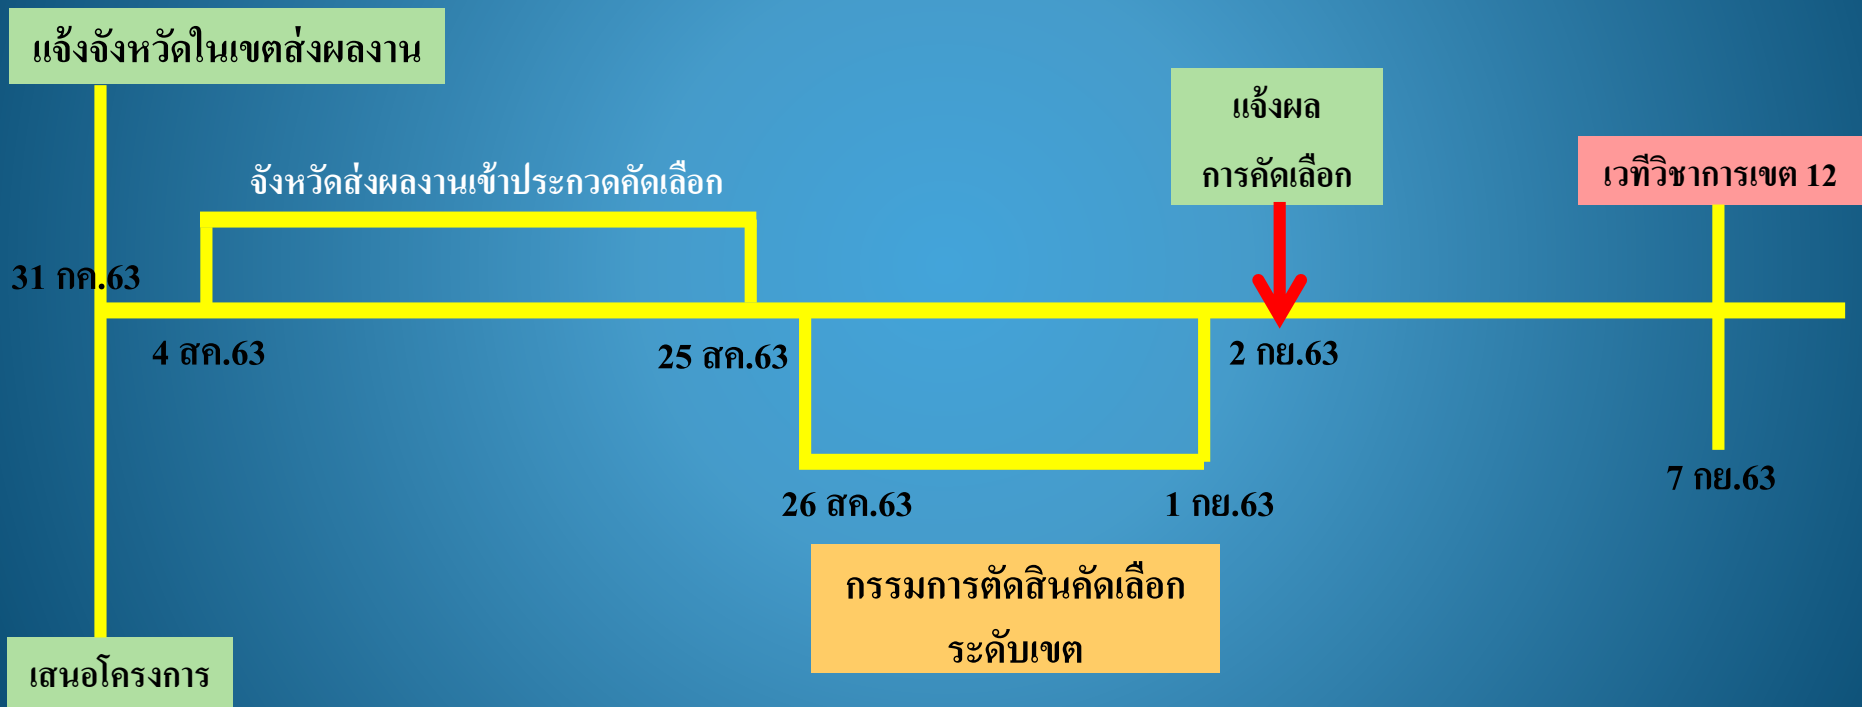 แจ้งจังหวัดในเขตส่งผลงาน
แจ้งผล
การคัดเลือก
เวทีวิชาการเขต 12
จังหวัดส่งผลงานเข้าประกวดคัดเลือก
31 กค.63
4 สค.63
25 สค.63
2 กย.63
26 สค.63
1 กย.63
7 กย.63
กรรมการตัดสินคัดเลือก
ระดับเขต
เสนอโครงการ